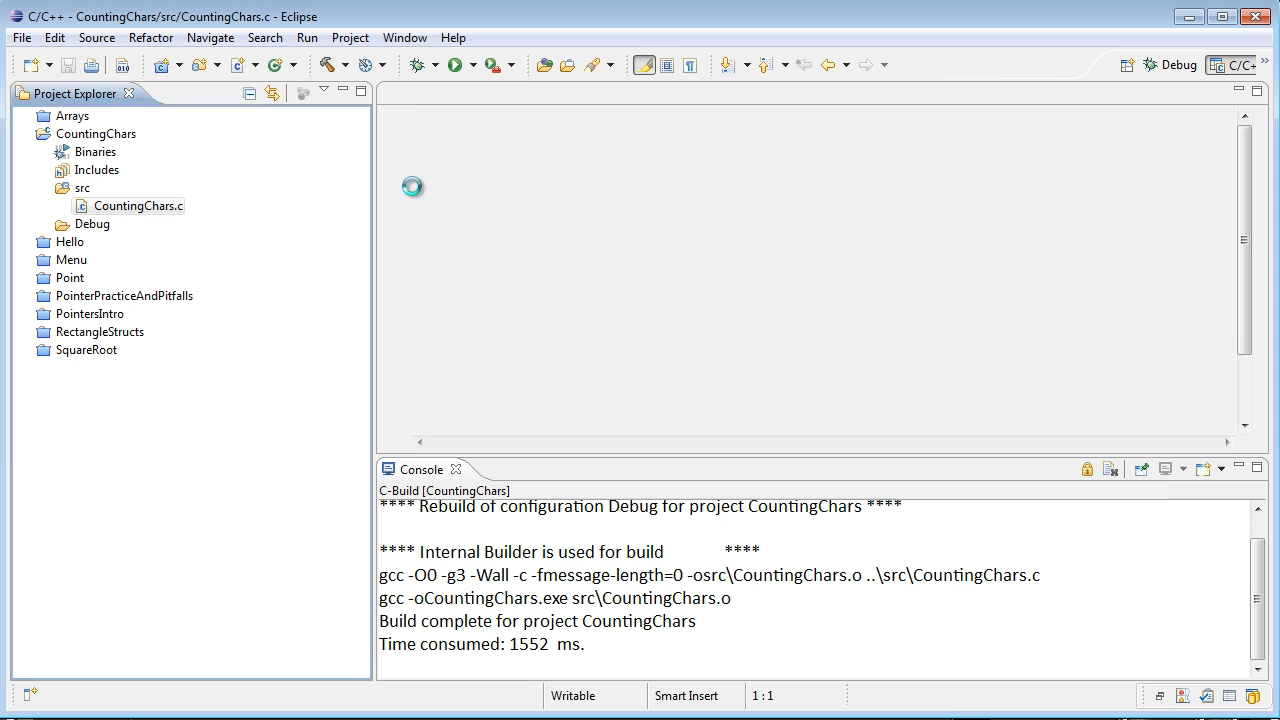 C/C++ - CountingChars/src/CountingChars.c - Eclipse
File Edit Source Refactor Navigate Search Run Project Window Help
Debug C/C+
Project Explorer
Arrays
CountingChars
Binaries
Includes
src
CountingChars.c
Debug
Hello
Menu
Point
PointerPracticeAndPitfalls
PointersIntro
RectangleStructs
SquareRoot
Console
C-Build [CountingChars]
**** Rebuild of configuration Debug for project CountingChars ****
**** Internal Builder is used for build ****
gcc -O0 -g3 -Wall -c -fmessage-length=0 -osrc\CountingChars.o ..\src\CountingChars.c
gcc -oCountingChars.exe src\CountingChars.o
Build complete for project CountingChars
Time consumed: 1552 ms.
Writable Smart Insert 1 : 1